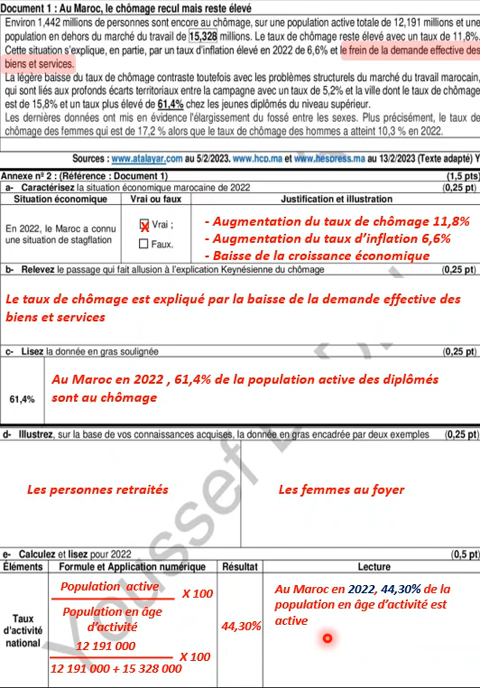 Document 1 : Au Maroc, le chômage recul mais reste élevé
Environ 1,442 millions de personnes sont encore au chômage, sur une population active totale de 12,191 millions et une
population en dehors du marché du travail de 15,328 millions. Le taux de chômage reste élevé avec un taux de 11,8%.
Cette situation s'explique, en partie, par un taux d'inflation élevé en 2022 de 6,6% et le frein de la demande effective des
biens et services.
La légère baisse du taux de chômage contraste toutefois avec les problèmes structurels du marché du travail marocain,
qui sont liés aux profonds écarts territoriaux entre la campagne avec un taux de 5,2% et la ville dont le taux de chômage
est de 15,8% et un taux plus élevé de 61,4% chez les jeunes diplômés du niveau supérieur.
Les dernières données ont mis en évidence l'élargissement du fossé entre les sexes. Plus précisément, le taux de
chômage des femmes qui est de 17,2 % alors que le taux de chômage des hommes a atteint 10,3 % en 2022.
Sources : www.atalayar.com au 5/2/2023. www.hcp.ma et www.hespress.ma au 13/2/2023 (Texte adapté) Y
Annexe n° 2 : (Référence : Document 1) (1,5 pts)
a- Caractérisez la situation économique marocaine de 2022 (0,25 pt)
Situation économique Vrai ou faux Justification et illustration
En 2022, le Maroc a connu
une situation de stagflation
Vrai ;
Faux.
- Augmentation du taux de chômage 11,8%
- Augmentation du taux d'inflation 6,6%
- Baisse de la croissance économique
b- Relevez le passage qui fait allusion à l'explication Keynésienne du chômage (0,25 pt)
Le taux de chômage est expliqué par la baisse de la demande effective des
biens et services
c- Lisez la donnée en gras soulignée (0,25 pt)
61,4%
Au Maroc en 2022 , 61,4% de la population active des diplômés
sont au chômage
d- Illustrez, sur la base de vos connaissances acquises, la donnée en gras encadrée par deux exemples (0,25 pt)
Les personnes retraités Les femmes au foyer
e- Calculez et lisez pour 2022 (0,5 pt)
Éléments Formule et Application numérique Résultat Lecture
Taux
d'activité
national
Population active
X 100
Population en âge
d'activité
12 191 000
X 100
12 191 000 + 15 328 000
44,30%
Au Maroc en 2022, 44,30% de la
population en âge d'activité est
active
Youssef